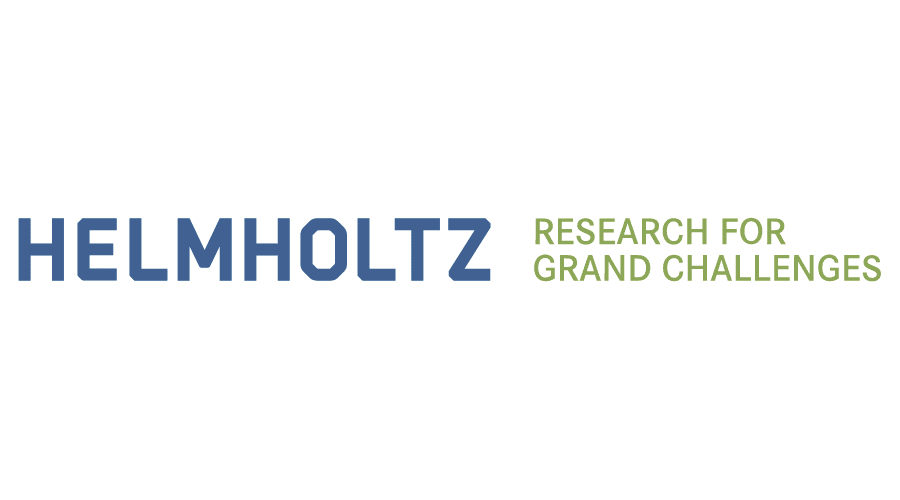 HELMHOLTZ
RESEARCH FOR
GRAND CHALLENGES